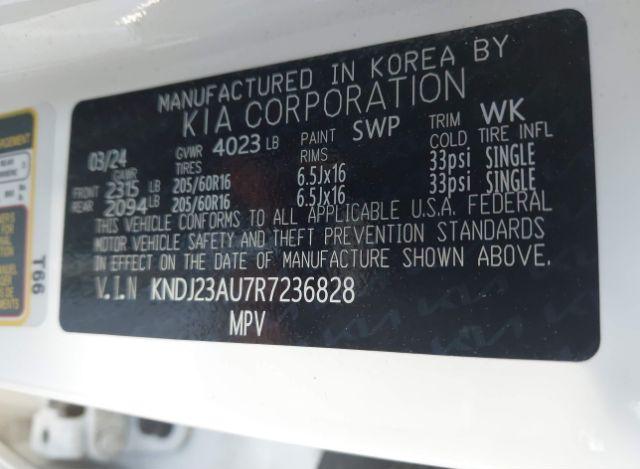 MANUFACTURED IN KOREA BY
KIA CORPORATION
03/24 GVWR 4023 LB PAINT SWP TRIM WK
TIRES RIMS COLD TIRE INFL
FRONT 2315 LB 205/60R16 6.5Jx16 33psi SINGLE
REAR 2094 LB 205/60R16 6.5Jx16 33psi SINGLE
THIS VEHICLE CONFORMS TO ALL APPLICABLE U.S.A. FEDERAL
MOTOR VEHICLE SAFETY AND THEFT PREVENTION STANDARDS
IN EFFECT ON THE DATE OF MANUFACTURE SHOWN ABOVE.
V.I.N KNDJ23AU7R7236828
MPV
T66